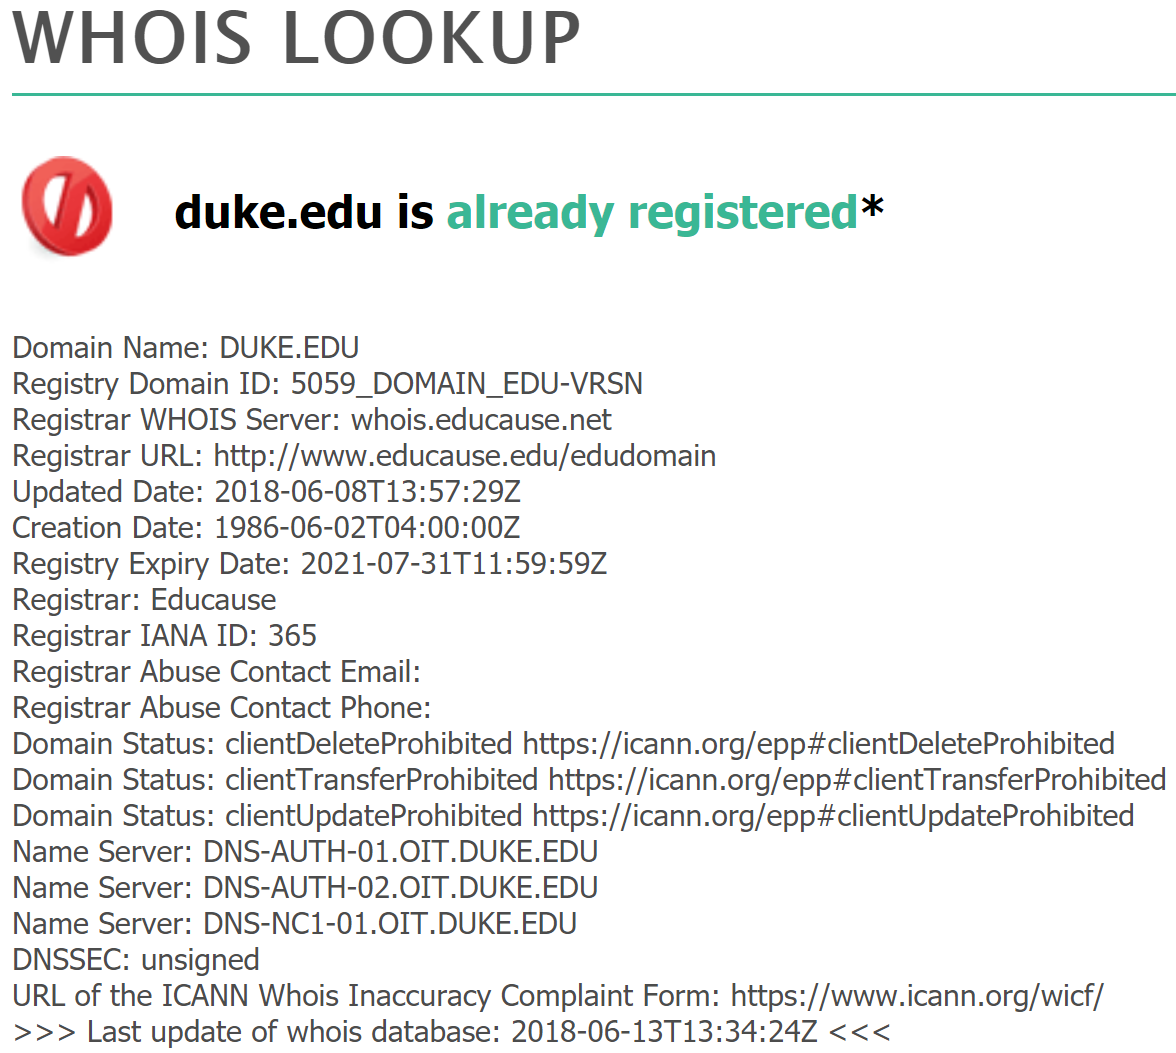 WHOIS LOOKUP
duke.edu is already registered*
Domain Name: DUKE.EDU
Registry Domain ID: 5059_DOMAIN_EDU-VRSN
Registrar WHOIS Server: whois.educause.net
Registrar URL: http://www.educause.edu/edudomain
Updated Date: 2018-06-08T13:57:29Z
Creation Date: 1986-06-02T04:00:00Z
Registry Expiry Date: 2021-07-31T11:59:59Z
Registrar: Educause
Registrar IANA ID: 365
Registrar Abuse Contact Email:
Registrar Abuse Contact Phone:
Domain Status: clientDeleteProhibited https://icann.org/epp#clientDeleteProhibited
Domain Status: clientTransferProhibited https://icann.org/epp#clientTransferProhibited
Domain Status: clientUpdateProhibited https://icann.org/epp#clientUpdateProhibited
Name Server: DNS-AUTH-01.OIT.DUKE.EDU
Name Server: DNS-AUTH-02.OIT.DUKE.EDU
Name Server: DNS-NC1-01.OIT.DUKE.EDU
DNSSEC: unsigned
URL of the ICANN Whois Inaccuracy Complaint Form: https://www.icann.org/wicf/
>>> Last update of whois database: 2018-06-13T13:34:24Z <<<